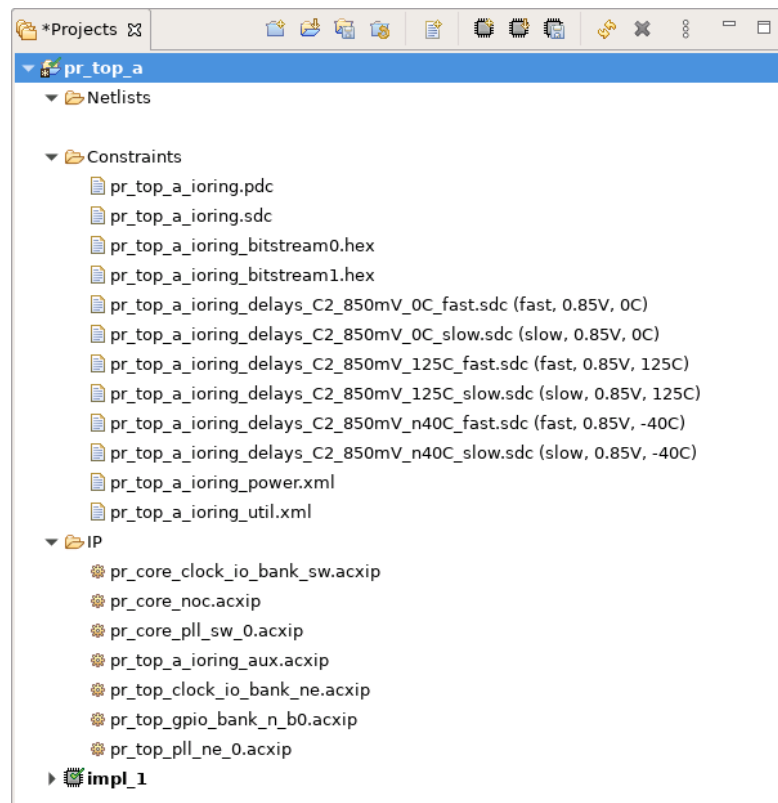 *Projects
pr_top_a
Netlists
Constraints
pr_top_a_ioring.pdc
pr_top_a_ioring.sdc
pr_top_a_ioring_bitstream0.hex
pr_top_a_ioring_bitstream1.hex
pr_top_a_ioring_delays_C2_850mV_0C_fast.sdc (fast, 0.85V, 0C)
pr_top_a_ioring_delays_C2_850mV_0C_slow.sdc (slow, 0.85V, 0C)
pr_top_a_ioring_delays_C2_850mV_125C_fast.sdc (fast, 0.85V, 125C)
pr_top_a_ioring_delays_C2_850mV_125C_slow.sdc (slow, 0.85V, 125C)
pr_top_a_ioring_delays_C2_850mV_n40C_fast.sdc (fast, 0.85V, -40C)
pr_top_a_ioring_delays_C2_850mV_n40C_slow.sdc (slow, 0.85V, -40C)
pr_top_a_ioring_power.xml
pr_top_a_ioring_util.xml
IP
pr_core_clock_io_bank_sw.acxip
pr_core_noc.acxip
pr_core_pll_sw_0.acxip
pr_top_a_ioring_aux.acxip
pr_top_clock_io_bank_ne.acxip
pr_top_gpio_bank_n_b0.acxip
pr_top_pll_ne_0.acxip
impl_1